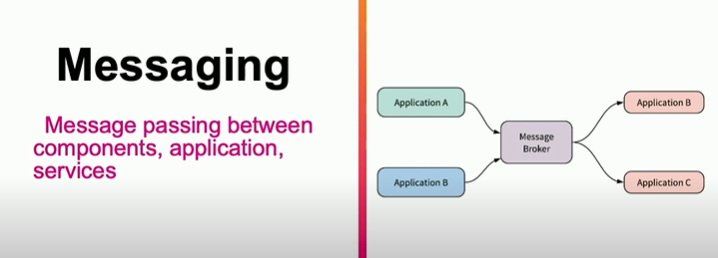 Messaging
Message passing between
components, application,
services
Application A
Application B
Message
Broker
Application B
Application C